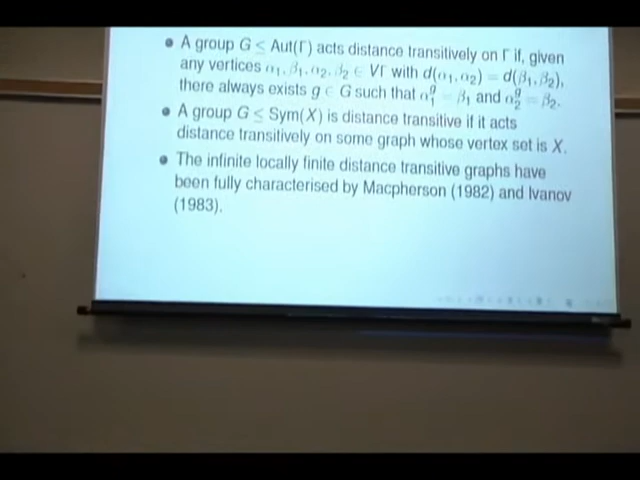 A group G ≤ Aut(Γ) acts distance transitively on Γ if, given
any vertices α₁, β₁, α₂, β₂ ∈ VΓ with d(α₁, α₂) = d(β₁, β₂),
there always exists g ∈ G such that α₁ᵍ = β₁ and α₂ᵍ = β₂.
A group G ≤ Sym(X) is distance transitive if it acts
distance transitively on some graph whose vertex set is X.
The infinite locally finite distance transitive graphs have
been fully characterised by Macpherson (1982) and Ivanov
(1983).